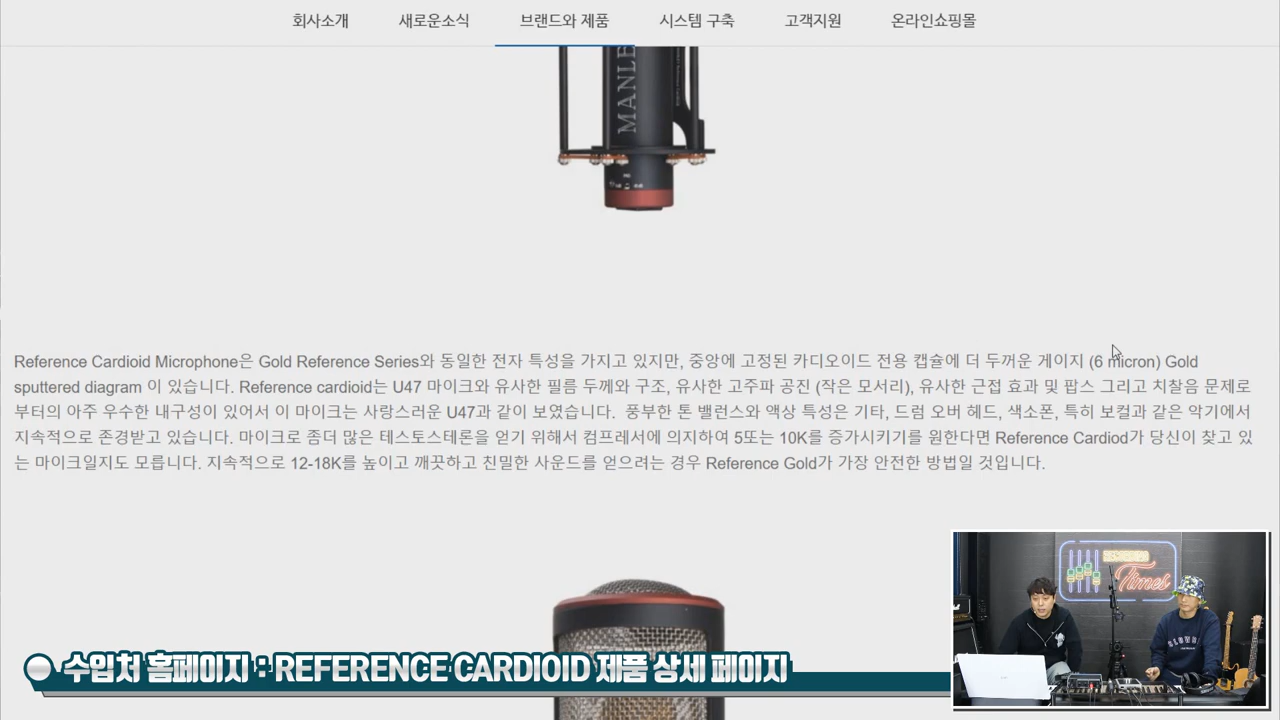 회사소개 새로운소식 브랜드와 제품 시스템 구축 고객지원 온라인쇼핑몰
MANLE
Reference Cardioid Microphone은 Gold Reference Series와 동일한 전자 특성을 가지고 있지만, 중앙에 고정된 카디오이드 전용 캡슐에 더 두꺼운 게이지 (6 micron) Gold
sputtered diagram 이 있습니다. Reference cardioid는 U47 마이크와 유사한 필름 두께와 구조, 유사한 고주파 공진 (작은 모서리), 유사한 근접 효과 및 팝스 그리고 치찰음 문제로
부터의 아주 우수한 내구성이 있어서 이 마이크는 사랑스러운 U47과 같이 보였습니다. 풍부한 톤 밸런스와 액상 특성은 기타, 드럼 오버 헤드, 색소폰, 특히 보컬과 같은 악기에서
지속적으로 존경받고 있습니다. 마이크로 좀더 많은 테스토스테론을 얻기 위해서 컴프레서에 의지하여 5또는 10K를 증가시키기를 원한다면 Reference Cardiod가 당신이 찾고 있
는 마이크일지도 모릅니다. 지속적으로 12-18K를 높이고 깨끗하고 친밀한 사운드를 얻으려는 경우 Reference Gold가 가장 안전한 방법일 것입니다.
Times
수입처 홈페이지 : REFERENCE CARDIOID 제품 상세 페이지